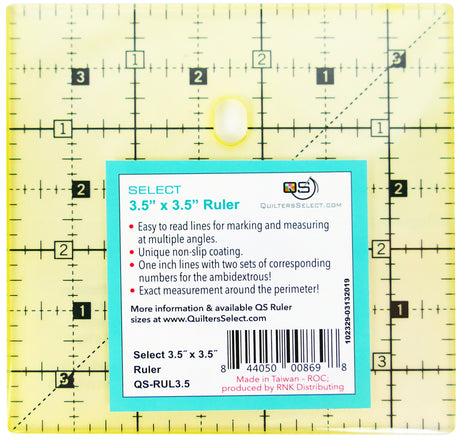 1 2
3 2 1 3
1 1
2 2
SELECT
3.5" x 3.5" Ruler
QS
QUILTERSSELECT.COM
• Easy to read lines for marking and measuring
at multiple angles.
• Unique non-slip coating.
• One inch lines with two sets of corresponding
numbers for the ambidextrous!
• Exact measurement around the perimeter!
2 2
More information & available QS Ruler
sizes at www.QuiltersSelect.com
102329-03132019
1 1
Select 3.5" x 3.5"
Ruler
QS-RUL3.5
8 44050 00869 8
Made in Taiwan - ROC;
produced by RNK Distributing
3
3